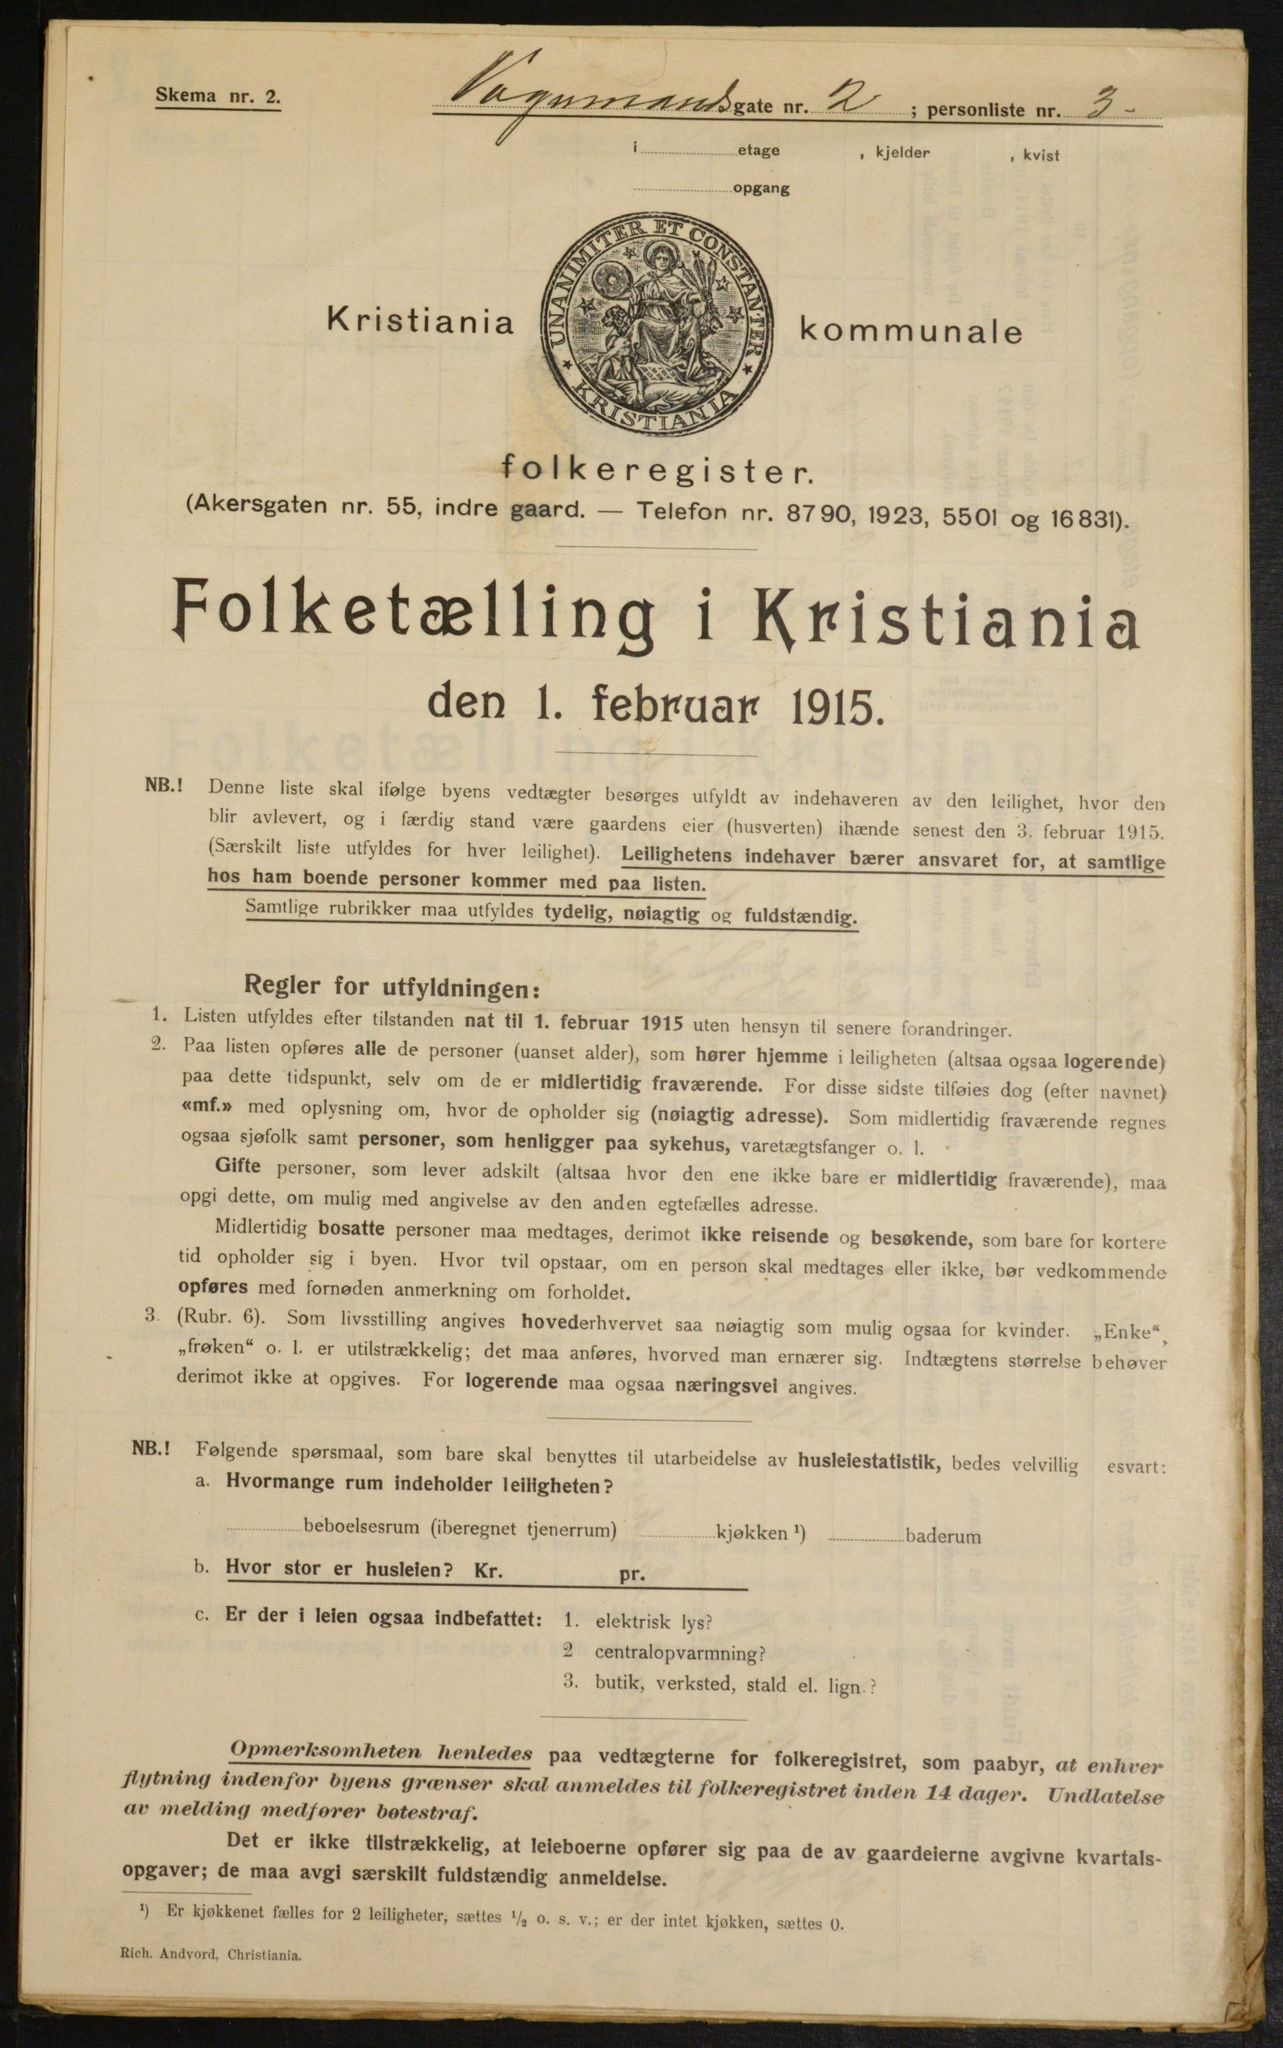 Skema nr. 2.
Vognmandsgate nr. 2 ; personliste nr. 3-
i etage , kjelder , kvist
opgang
UNANIMITER ET CONSTANTER
KRISTIANIA
Kristiania kommunale
folkeregister.
(Akersgaten nr. 55, indre gaard. — Telefon nr. 8790, 1923, 5501 og 16831).
Folketælling i Kristiania
den 1. februar 1915.
NB.! Denne liste skal ifølge byens vedtægter besørges utfyldt av indehaveren av den leilighet, hvor den
blir avlevert, og i færdig stand være gaardens eier (husverten) ihænde senest den 3. februar 1915.
(Særskilt liste utfyldes for hver leilighet). Leilighetens indehaver bærer ansvaret for, at samtlige
hos ham boende personer kommer med paa listen.
Samtlige rubrikker maa utfyldes tydelig, nøiagtig og fuldstændig.
Regler for utfyldningen:
1. Listen utfyldes efter tilstanden nat til 1. februar 1915 uten hensyn til senere forandringer.
2. Paa listen opføres alle de personer (uanset alder), som hører hjemme i leiligheten (altsaa ogsaa logerende)
paa dette tidspunkt, selv om de er midlertidig fraværende. For disse sidste tilføies dog (efter navnet)
«mf.» med oplysning om, hvor de opholder sig (nøiagtig adresse). Som midlertidig fraværende regnes
ogsaa sjøfolk samt personer, som henligger paa sykehus, varetægtsfanger o. l.
Gifte personer, som lever adskilt (altsaa hvor den ene ikke bare er midlertidig fraværende), maa
opgi dette, om mulig med angivelse av den anden egtefælles adresse.
Midlertidig bosatte personer maa medtages, derimot ikke reisende og besøkende, som bare for kortere
tid opholder sig i byen. Hvor tvil opstaar, om en person skal medtages eller ikke, bør vedkommende
opføres med fornøden anmerkning om forholdet.
3. (Rubr. 6). Som livsstilling angives hovederhvervet saa nøiagtig som mulig ogsaa for kvinder. „Enke“,
„frøken“ o. l. er utilstrækkelig; det maa anføres, hvorved man ernærer sig. Indtægtens størrelse behøver
derimot ikke at opgives. For logerende maa ogsaa næringsvei angives.
NB.! Følgende spørsmaal, som bare skal benyttes til utarbeidelse av husleiestatistik, bedes velvillig esvart:
a. Hvormange rum indeholder leiligheten?
beboelsesrum (iberegnet tjenerrum) kjøkken ¹) baderum
b. Hvor stor er husleien? Kr. pr.
c. Er der i leien ogsaa indbefattet: 1. elektrisk lys?
2 centralopvarmning?
3. butik, verksted, stald el. lign.?
Opmerksomheten henledes paa vedtægterne for folkeregistret, som paabyr, at enhver
flytning indenfor byens grænser skal anmeldes til folkeregistret inden 14 dager. Undlatelse
av melding medfører bøtestraf.
Det er ikke tilstrækkelig, at leieboerne opfører sig paa de av gaardeierne avgivne kvartals-
opgaver; de maa avgi særskilt fuldstændig anmeldelse.
¹) Er kjøkkenet fælles for 2 leiligheter, sættes ½ o. s. v.; er der intet kjøkken, sættes 0.
Rich. Andvord, Christiania.